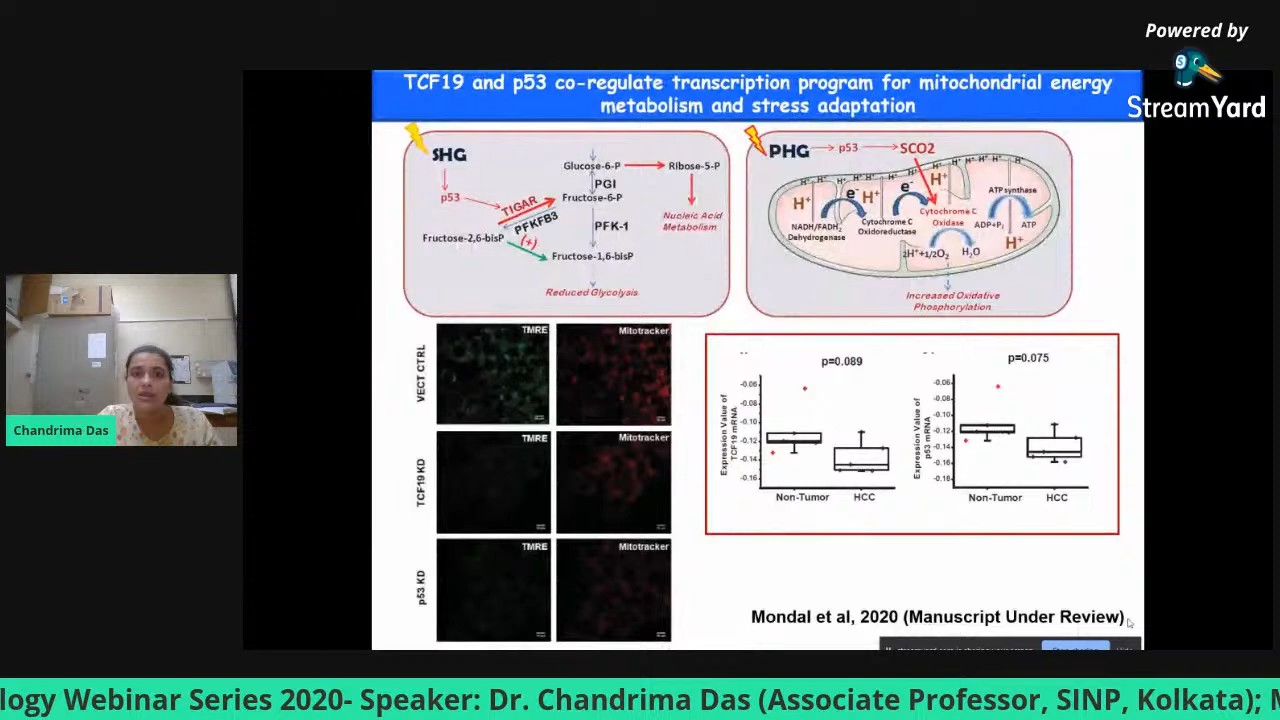 Powered by
StreamYard
TCF19 and p53 co-regulate transcription program for mitochondrial energy
metabolism and stress adaptation
SHG
p53
TIGAR
PFKFB3
(+)
Glucose-6-P
Ribose-5-P
PGI
Fructose-6-P
PFK-1
Nucleic Acid
Metabolism
Fructose-2,6-bisP
Fructose-1,6-bisP
Reduced Glycolysis
PHG
p53
SCO2
H⁺ H⁺ H⁺ H⁺ H⁺ H⁺ H⁺
H⁺
e⁻
H⁺
e⁻
H⁺
ATP synthase
NADH/FADH₂
Dehydrogenase
Cytochrome C
Oxidoreductase
Cytochrome C
Oxidase
ADP+Pᵢ
ATP
H⁺
2H⁺+1/2O₂
H₂O
Increased Oxidative
Phosphorylation
VECT CTRL
TMRE
Mitotracker
TCF19 KD
TMRE
Mitotracker
p53 KD
TMRE
Mitotracker
p=0.089
Expression Value of
TCF19 mRNA
-0.06
-0.08
-0.10
-0.12
-0.14
-0.16
Non-Tumor
HCC
p=0.075
Expression Value of
p53 mRNA
-0.06
-0.08
-0.10
-0.12
-0.14
-0.16
Non-Tumor
HCC
Mondal et al, 2020 (Manuscript Under Review)
Chandrima Das
logy Webinar Series 2020- Speaker: Dr. Chandrima Das (Associate Professor, SINP, Kolkata); M